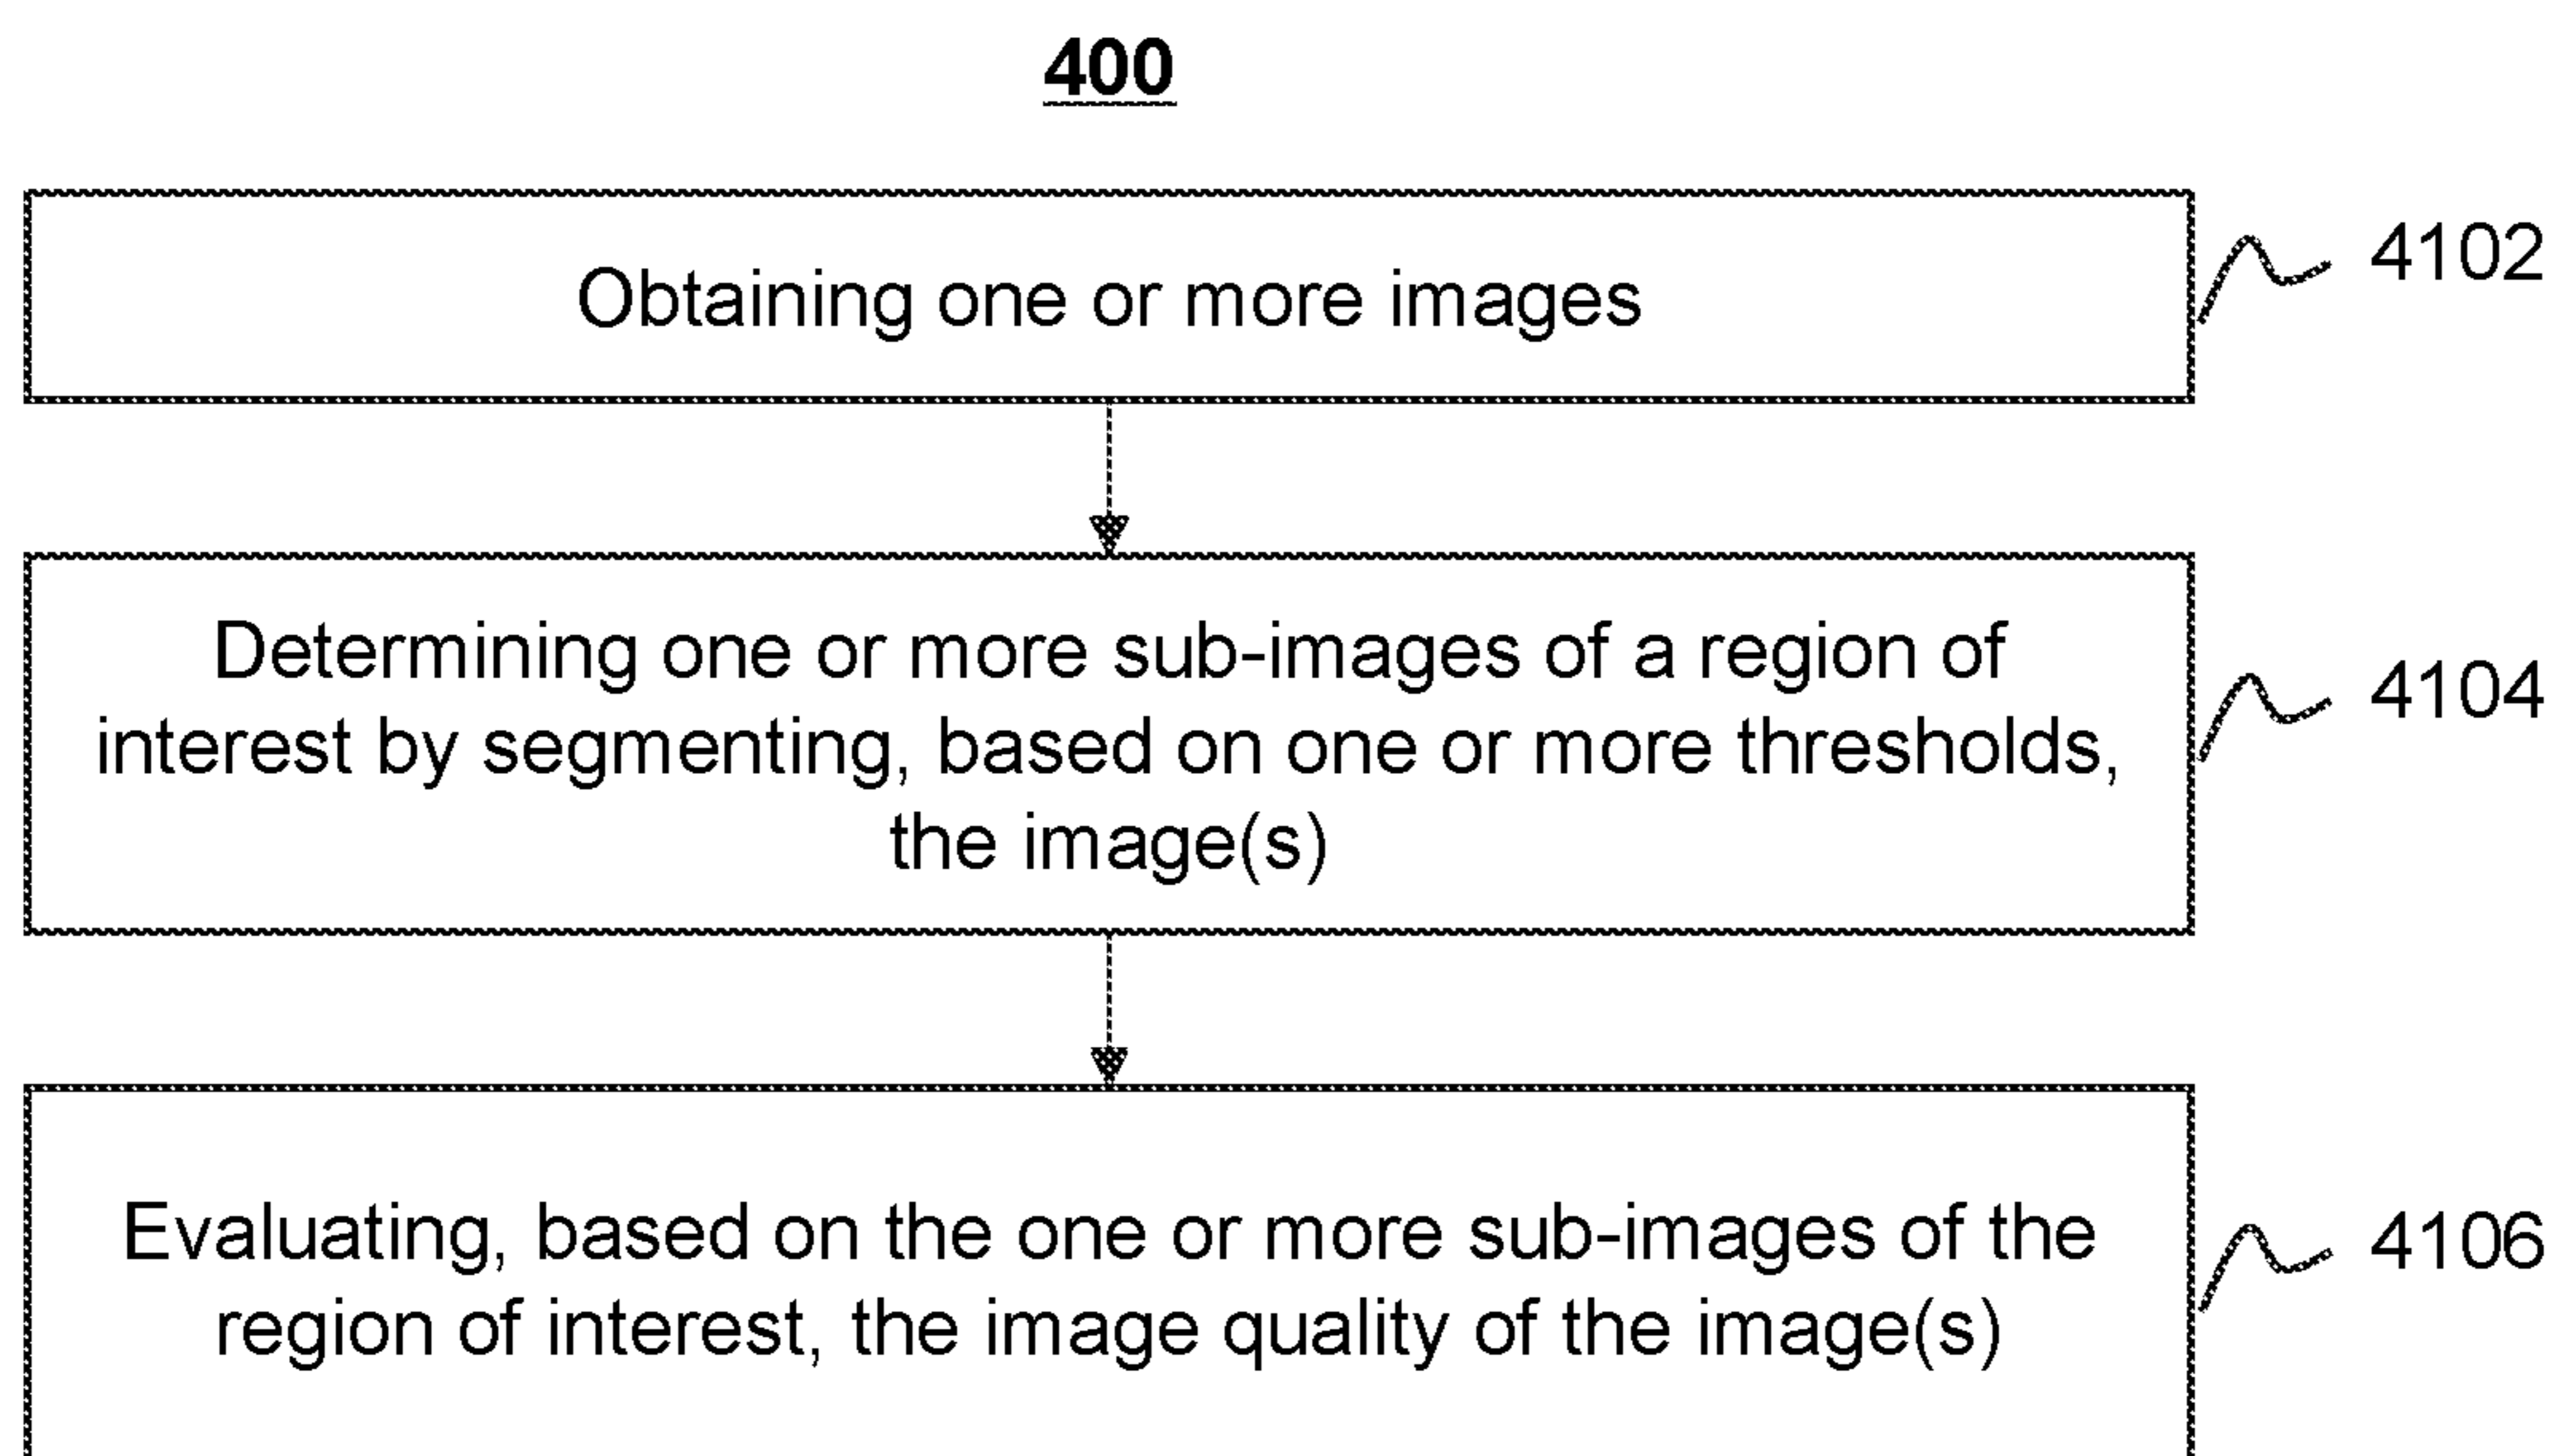 400
Obtaining one or more images
4102
Determining one or more sub-images of a region of
interest by segmenting, based on one or more thresholds,
the image(s)
4104
Evaluating, based on the one or more sub-images of the
region of interest, the image quality of the image(s)
4106